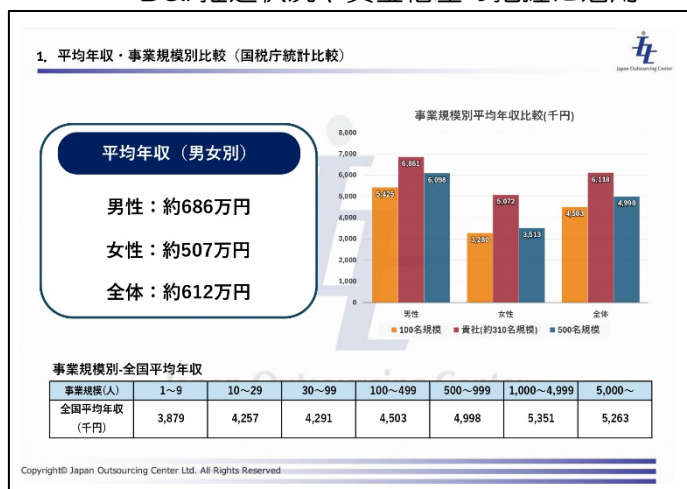 1．平均年収・事業規模別比較（国税庁統計比較）
Japan Outsourcing Center
平均年収（男女別）
男性：約686万円
女性：約507万円
全体：約612万円
事業規模別平均年収比較(千円)
8,000
7,000
6,000
5,000
4,000
3,000
2,000
1,000
0
5,425
6,861
6,098
3,280
5,072
3,513
4,503
6,118
4,998
男性 女性 全体
100名規模 貴社(約310名規模) 500名規模
事業規模別-全国平均年収
事業規模(人) 1～9 10～29 30～99 100～499 500～999 1,000～4,999 5,000～
全国平均年収
(千円) 3,879 4,257 4,291 4,503 4,998 5,351 5,263
Copyright© Japan Outsourcing Center Ltd. All Rights Reserved